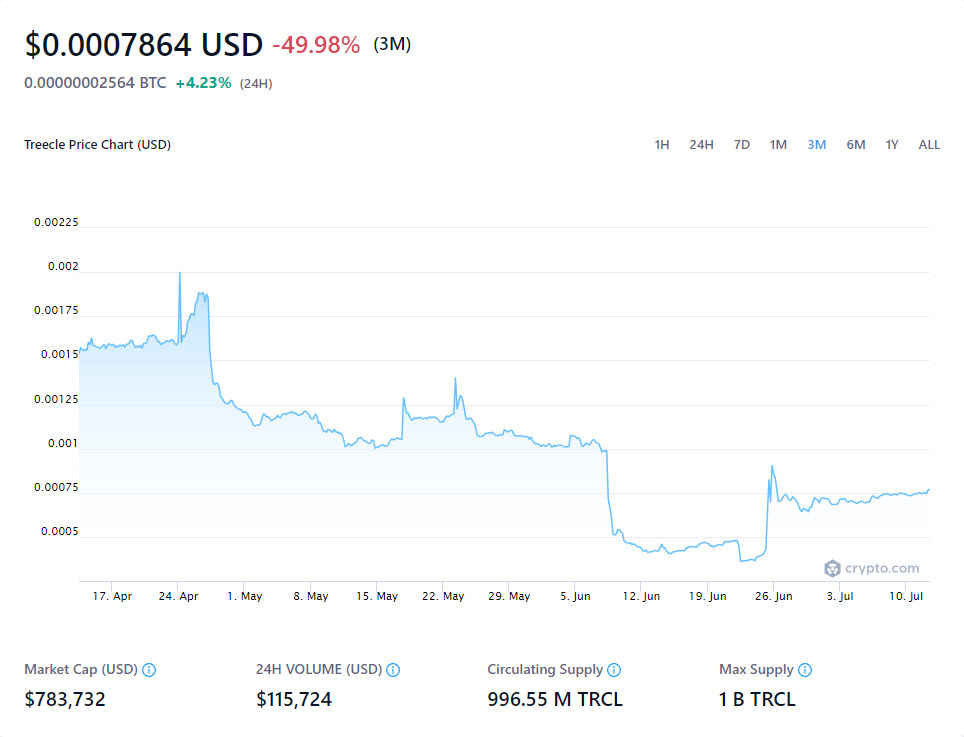 $0.0007864 USD -49.98% (3M)
0.00000002564 BTC +4.23% (24H)
Treecle Price Chart (USD) 1H 24H 7D 1M 3M 6M 1Y ALL
0.00225
0.002
0.00175
0.0015
0.00125
0.001
0.00075
0.0005
crypto.com
17. Apr 24. Apr 1. May 8. May 15. May 22. May 29. May 5. Jun 12. Jun 19. Jun 26. Jun 3. Jul 10. Jul
Market Cap (USD) 24H VOLUME (USD) Circulating Supply Max Supply
$783,732 $115,724 996.55 M TRCL 1 B TRCL